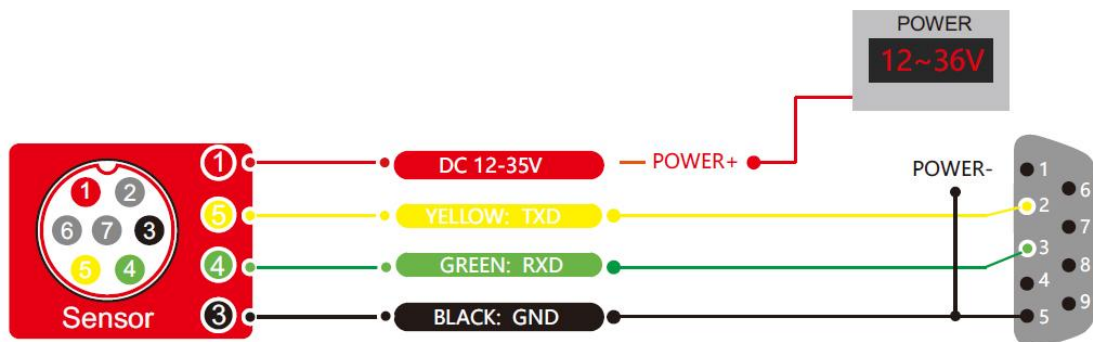 POWER
12~36V
1
DC 12-35V
POWER+
POWER-
1
6
1 2
5
YELLOW: TXD
2
7
6 7 3
3
4
GREEN: RXD
8
5 4
4
9
Sensor
3
BLACK: GND
5